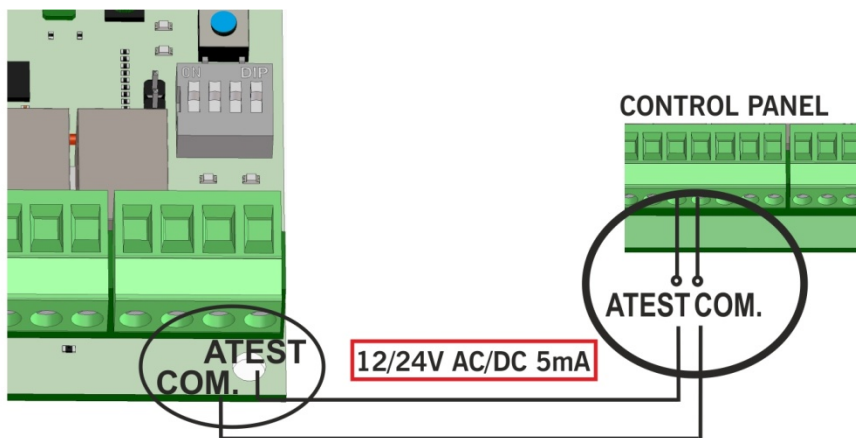 ON DIP
CONTROL PANEL
ATEST COM.
ATEST
COM.
12/24V AC/DC 5mA